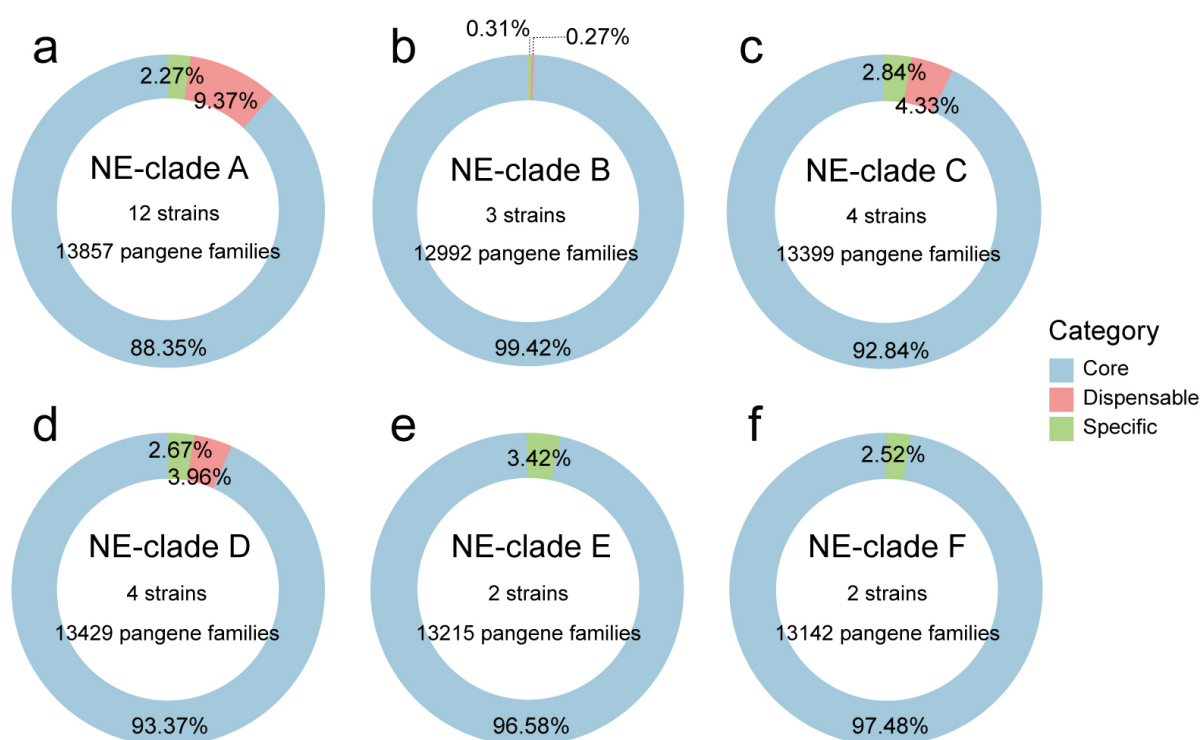 a
2.27%
9.37%
NE-clade A
12 strains
13857 pangene families
88.35%
b
0.31%
0.27%
NE-clade B
3 strains
12992 pangene families
99.42%
c
2.84%
4.33%
NE-clade C
4 strains
13399 pangene families
92.84%
Category
Core
Dispensable
Specific
d
2.67%
3.96%
NE-clade D
4 strains
13429 pangene families
93.37%
e
3.42%
NE-clade E
2 strains
13215 pangene families
96.58%
f
2.52%
NE-clade F
2 strains
13142 pangene families
97.48%